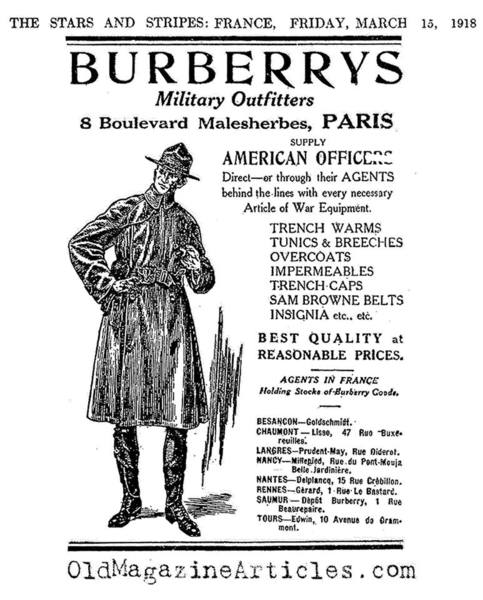 THE STARS AND STRIPES: FRANCE, FRIDAY, MARCH 15, 1918
BURBERRYS
Military Outfitters
8 Boulevard Malesherbes, PARIS
SUPPLY
AMERICAN OFFICERS
Direct—or through their AGENTS
behind the lines with every necessary
Article of War Equipment.
TRENCH WARMS
TUNICS & BREECHES
OVERCOATS
IMPERMEABLES
TRENCH-CAPS
SAM BROWNE BELTS
INSIGNIA etc., etc.
BEST QUALITY at
REASONABLE PRICES.
AGENTS IN FRANCE
Holding Stocks of Burberry Goods.
BESANCON—Goldschmidt.
CHAUMONT—Lisse, 47 Rue Buxe-
reuilles.
LANGRES—Prudent-May, Rue Diderot.
NANCY— Rue du Pont-Mouja
Belle Jardinière.
NANTES—Delplancq, 15 Rue Crébillon.
RENNES—Gérard, 1 Rue Le Bastard.
SAUMUR—Dépôt Burberry, 1 Rue
Beaurepaire.
TOURS—Edwin, 10 Avenue de Gram-
mont.
OldMagazineArticles.com